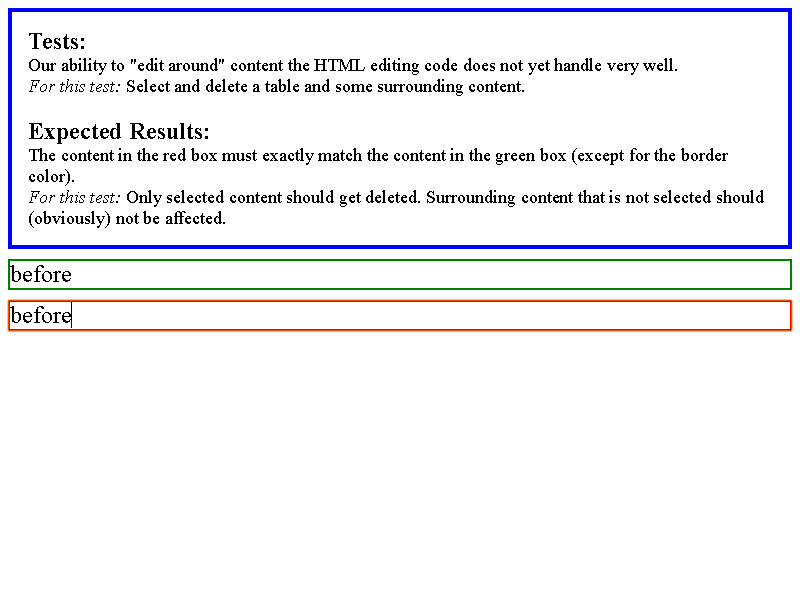 Tests:
Our ability to "edit around" content the HTML editing code does not yet handle very well.
For this test: Select and delete a table and some surrounding content.
Expected Results:
The content in the red box must exactly match the content in the green box (except for the border
color).
For this test: Only selected content should get deleted. Surrounding content that is not selected should
(obviously) not be affected.
before
before